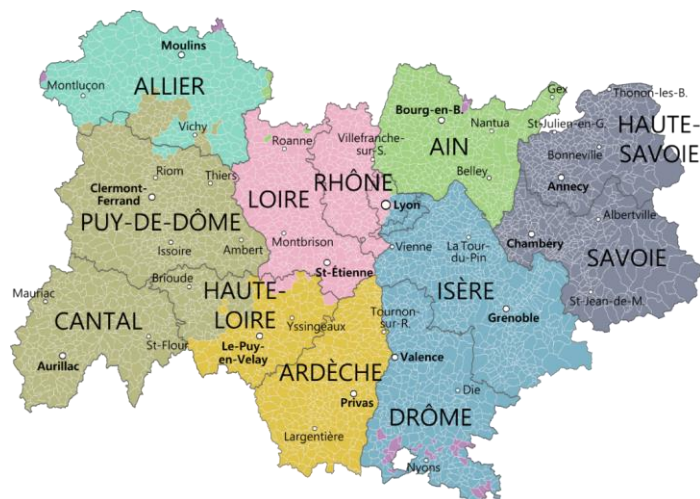 Moulins
Montluçon
ALLIER
Vichy
Gex
Thonon-les-B.
Bourg-en-B.
Nantua
St-Julien-en-G.
HAUTE-
SAVOIE
Roanne
Villefranche-
sur-S.
AIN
Bonneville
Belley
Annecy
Riom
Thiers
Clermont-
Ferrand
LOIRE
RHÔNE
Lyon
PUY-DE-DÔME
Albertville
Issoire
Ambert
Montbrison
Vienne
La Tour-
du-Pin
Chambéry
SAVOIE
St-Étienne
Brioude
HAUTE-
LOIRE
ISÈRE
St-Jean-de-M.
Mauriac
CANTAL
Yssingeaux
Tournon-
sur-R.
Grenoble
St-Flour
Le-Puy-
en-Velay
Aurillac
ARDÈCHE
Valence
Privas
Die
DRÔME
Largentière
Nyons